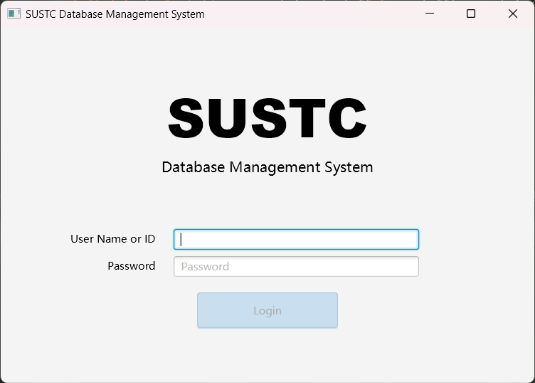 SUSTC Database Management System
SUSTC
Database Management System
User Name or ID
Password
Password
Login